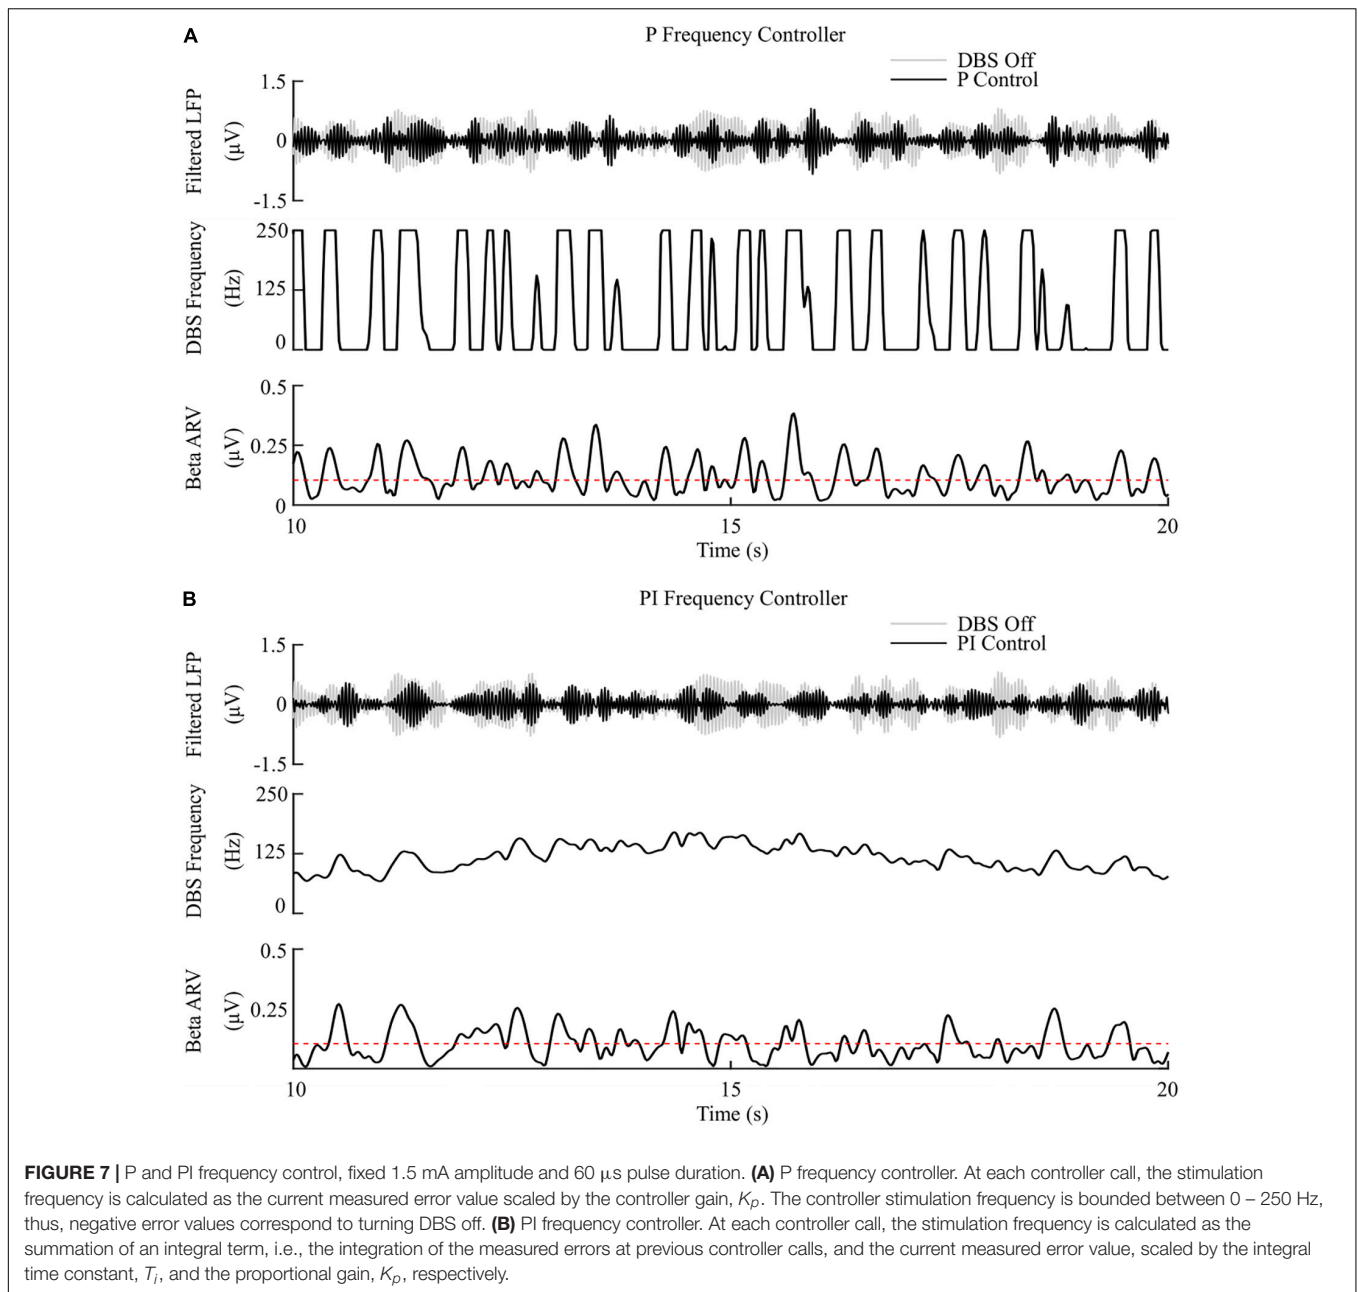 A
P Frequency Controller
DBS Off
P Control
Filtered LFP
(µV)
1.5
0
-1.5
DBS Frequency
(Hz)
250
125
0
Beta ARV
(µV)
0.5
0.25
0
10
15
20
Time (s)
B
PI Frequency Controller
DBS Off
PI Control
Filtered LFP
(µV)
1.5
0
-1.5
DBS Frequency
(Hz)
250
125
0
Beta ARV
(µV)
0.5
0.25
10
15
20
Time (s)
FIGURE 7 | P and PI frequency control, fixed 1.5 mA amplitude and 60 µs pulse duration. (A) P frequency controller. At each controller call, the stimulation
frequency is calculated as the current measured error value scaled by the controller gain, Kp. The controller stimulation frequency is bounded between 0 – 250 Hz,
thus, negative error values correspond to turning DBS off. (B) PI frequency controller. At each controller call, the stimulation frequency is calculated as the
summation of an integral term, i.e., the integration of the measured errors at previous controller calls, and the current measured error value, scaled by the integral
time constant, Ti, and the proportional gain, Kp, respectively.